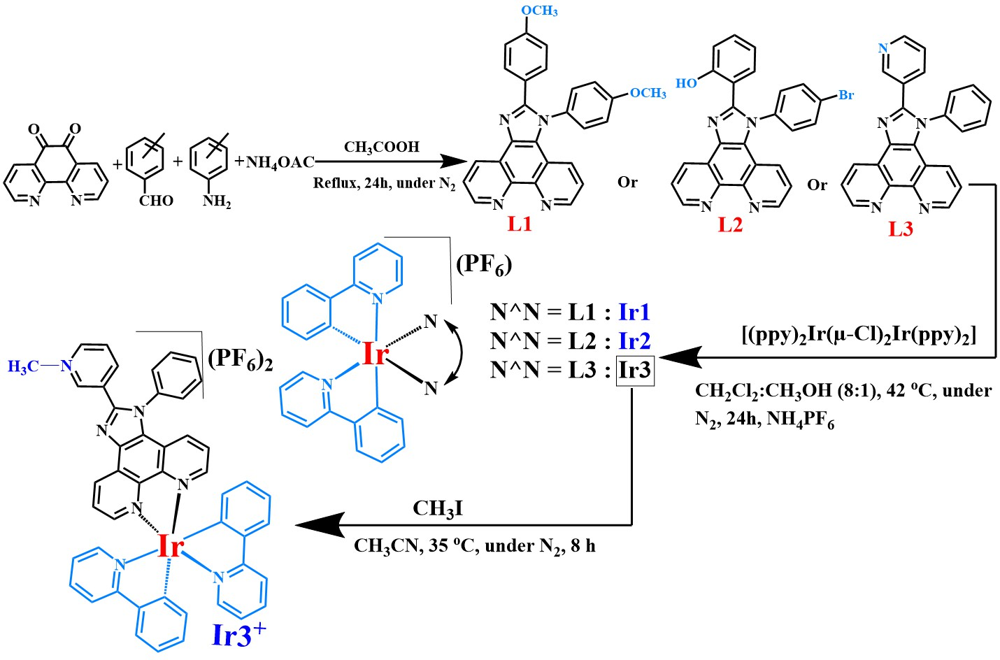 OCH₃
O O
+ + +NH₄OAC
N N
CHO
NH₂
CH₃COOH
Reflux, 24h, under N₂
OCH₃
N N
N N
L1
Or
HO
Br
N N
N N
L2
Or
N
N N
N N
L3
(PF₆)
N
N
Ir
N
N
N^N = L1 : Ir1
N^N = L2 : Ir2
N^N = L3 : Ir3
[(ppy)₂Ir(μ-Cl)₂Ir(ppy)₂]
CH₂Cl₂:CH₃OH (8:1), 42 ⁰C, under
N₂, 24h, NH₄PF₆
(PF₆)₂
H₃C N
N
N
N
N
Ir
N
N
Ir3⁺
CH₃I
CH₃CN, 35 ⁰C, under N₂, 8 h